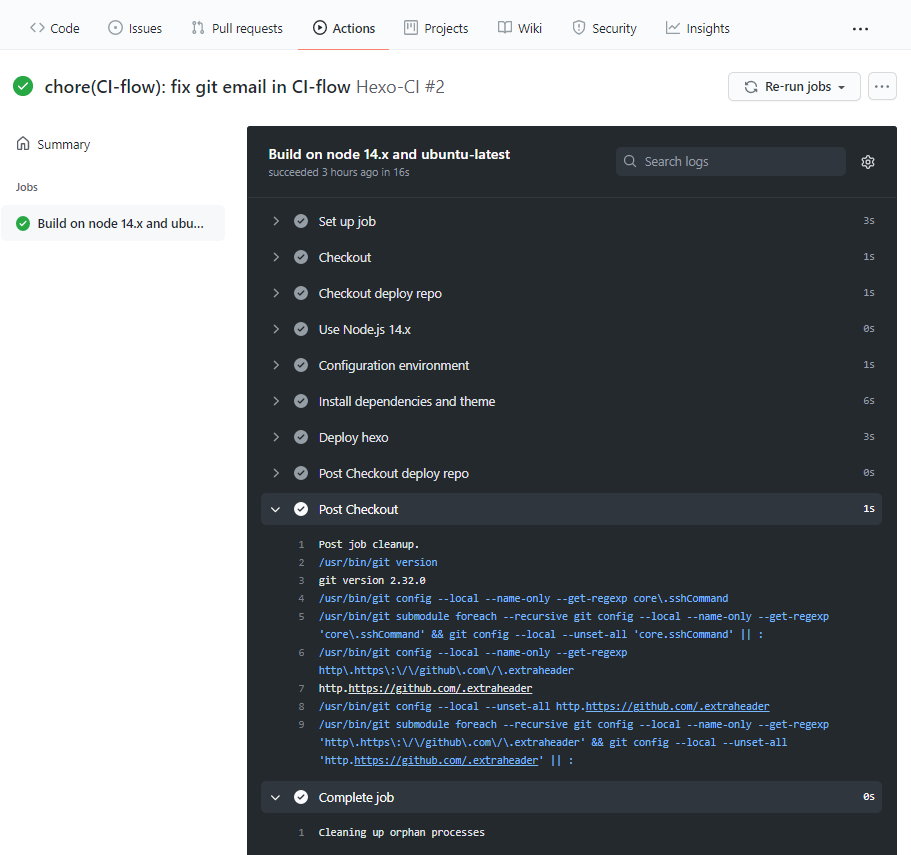 Code Issues Pull requests Actions Projects Wiki Security Insights ...
chore(CI-flow): fix git email in CI-flow Hexo-CI #2 Re-run jobs ...
Summary
Jobs
Build on node 14.x and ubu...
Build on node 14.x and ubuntu-latest
succeeded 3 hours ago in 16s
Search logs
Set up job 3s
Checkout 1s
Checkout deploy repo 1s
Use Node.js 14.x 0s
Configuration environment 1s
Install dependencies and theme 6s
Deploy hexo 3s
Post Checkout deploy repo 0s
Post Checkout 1s
1 Post job cleanup.
2 /usr/bin/git version
3 git version 2.32.0
4 /usr/bin/git config --local --name-only --get-regexp core\.sshCommand
5 /usr/bin/git submodule foreach --recursive git config --local --name-only --get-regexp
'core\.sshCommand' && git config --local --unset-all 'core.sshCommand' || :
6 /usr/bin/git config --local --name-only --get-regexp
http\.https\:\/\/github\.com\/\.extraheader
7 http.https://github.com/.extraheader
8 /usr/bin/git config --local --unset-all http.https://github.com/.extraheader
9 /usr/bin/git submodule foreach --recursive git config --local --name-only --get-regexp
'http\.https\:\/\/github\.com\/\.extraheader' && git config --local --unset-all
'http.https://github.com/.extraheader' || :
Complete job 0s
1 Cleaning up orphan processes